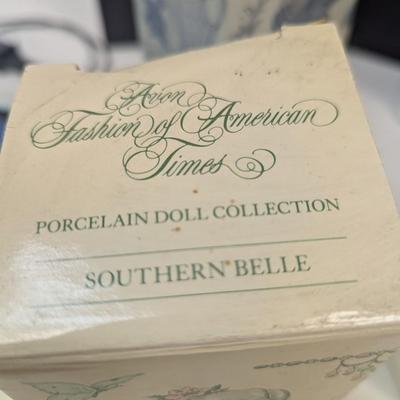 Avon
Fashion of American
Times
PORCELAIN DOLL COLLECTION
SOUTHERN BELLE